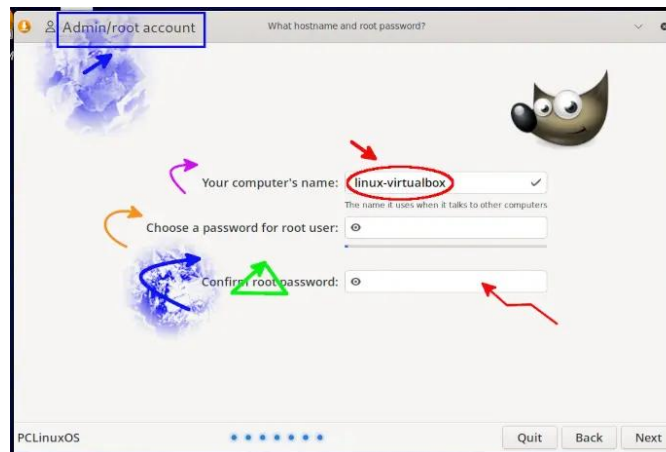 Admin/root account
What hostname and root password?
Your computer's name: linux-virtualbox
The name it uses when it talks to other computers
Choose a password for root user:
Confirm root password:
PCLinuxOS
Quit Back Next